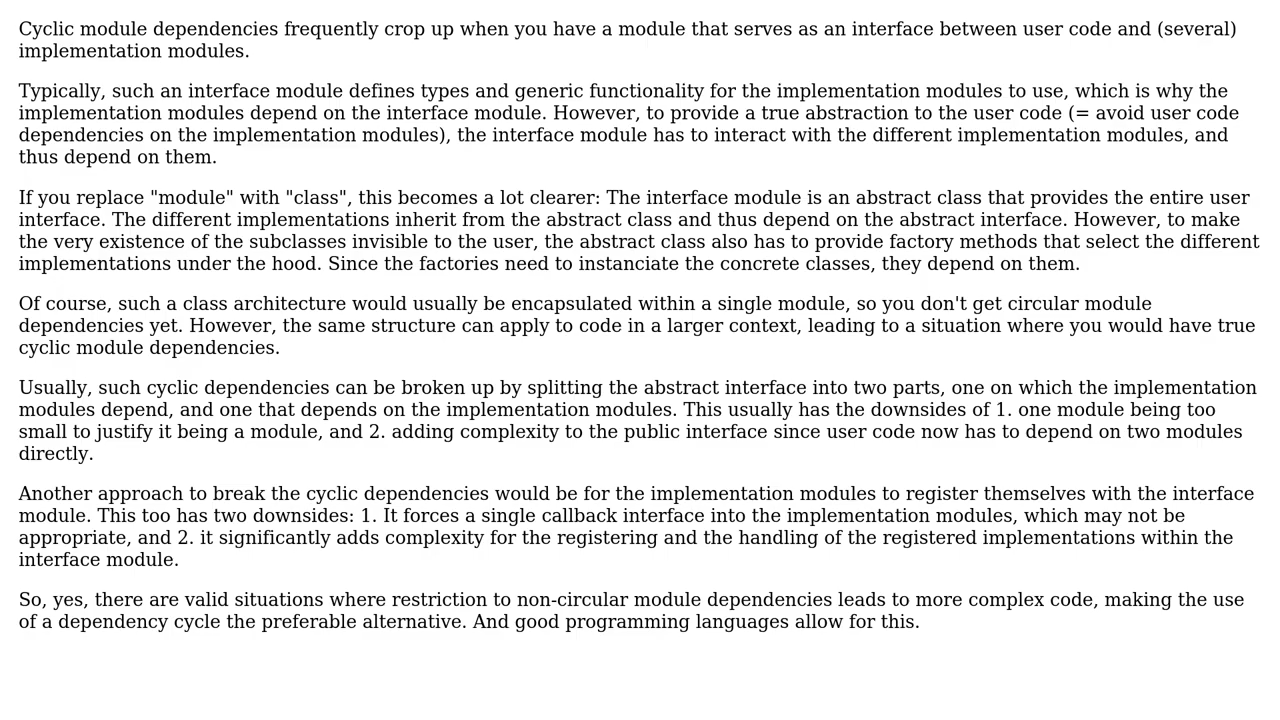 Cyclic module dependencies frequently crop up when you have a module that serves as an interface between user code and (several)
implementation modules.
Typically, such an interface module defines types and generic functionality for the implementation modules to use, which is why the
implementation modules depend on the interface module. However, to provide a true abstraction to the user code (= avoid user code
dependencies on the implementation modules), the interface module has to interact with the different implementation modules, and
thus depend on them.
If you replace "module" with "class", this becomes a lot clearer: The interface module is an abstract class that provides the entire user
interface. The different implementations inherit from the abstract class and thus depend on the abstract interface. However, to make
the very existence of the subclasses invisible to the user, the abstract class also has to provide factory methods that select the different
implementations under the hood. Since the factories need to instanciate the concrete classes, they depend on them.
Of course, such a class architecture would usually be encapsulated within a single module, so you don't get circular module
dependencies yet. However, the same structure can apply to code in a larger context, leading to a situation where you would have true
cyclic module dependencies.
Usually, such cyclic dependencies can be broken up by splitting the abstract interface into two parts, one on which the implementation
modules depend, and one that depends on the implementation modules. This usually has the downsides of 1. one module being too
small to justify it being a module, and 2. adding complexity to the public interface since user code now has to depend on two modules
directly.
Another approach to break the cyclic dependencies would be for the implementation modules to register themselves with the interface
module. This too has two downsides: 1. It forces a single callback interface into the implementation modules, which may not be
appropriate, and 2. it significantly adds complexity for the registering and the handling of the registered implementations within the
interface module.
So, yes, there are valid situations where restriction to non-circular module dependencies leads to more complex code, making the use
of a dependency cycle the preferable alternative. And good programming languages allow for this.